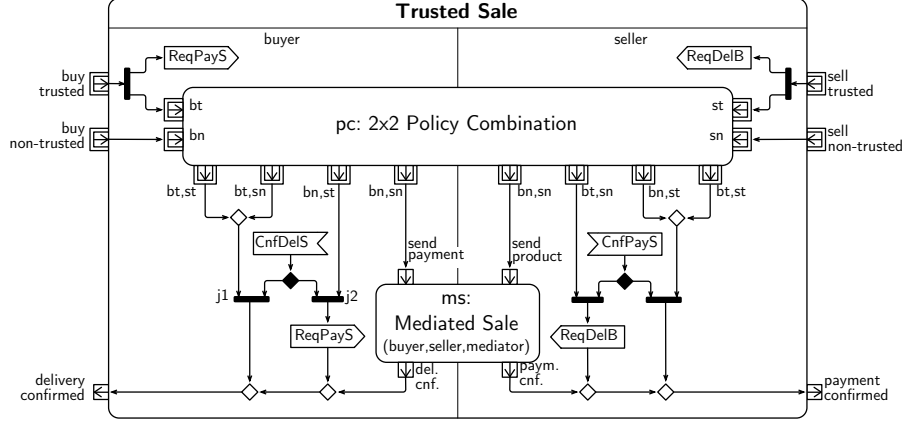 Trusted Sale
buyer
seller
ReqPayS
ReqDelB
buy
trusted
sell
trusted
bt
st
pc: 2x2 Policy Combination
buy
non-trusted
bn
sn
sell
non-trusted
bt,st
bt,sn
bn,st
bn,sn
bn,sn
bt,sn
bn,st
bt,st
CnfDelS
CnfPayS
send
payment
send
product
j1
j2
ms:
Mediated Sale
(buyer,seller,mediator)
ReqPayS
ReqDelB
del.
cnf.
paym.
cnf.
delivery
confirmed
payment
confirmed